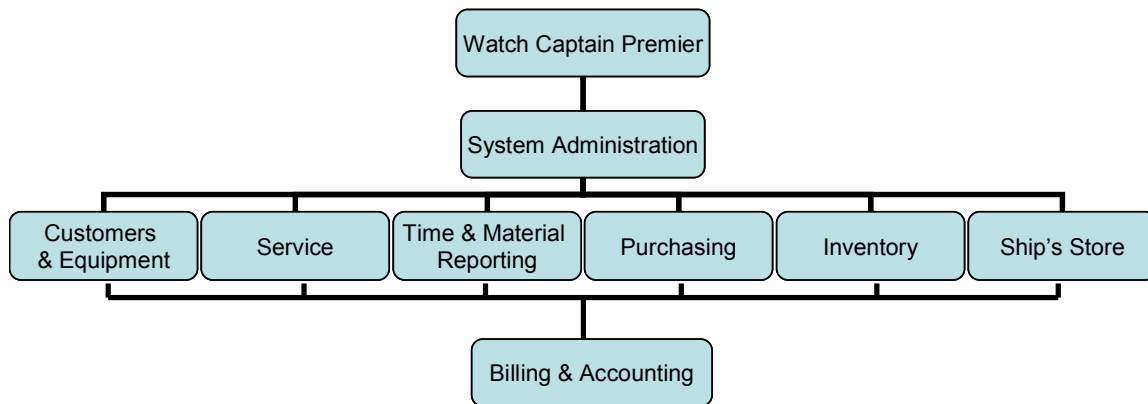 Watch Captain Premier
System Administration
Customers
& Equipment
Service
Time & Material
Reporting
Purchasing
Inventory
Ship's Store
Billing & Accounting